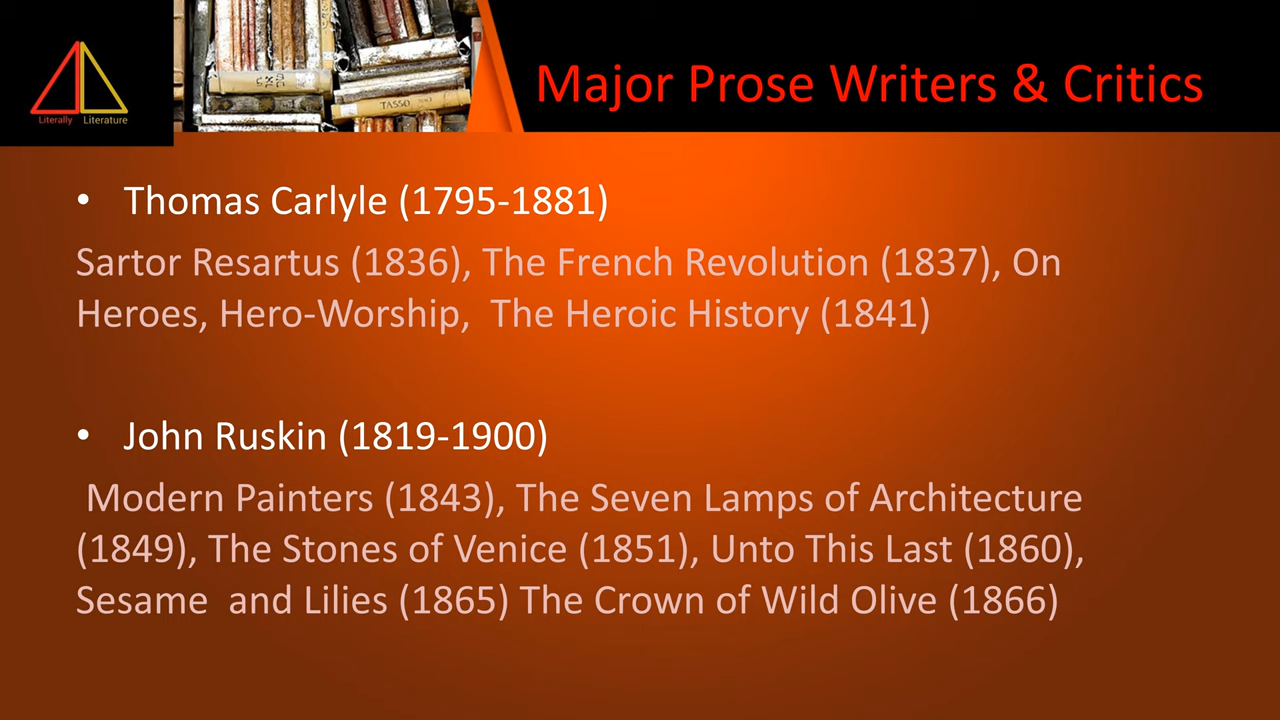 Literally Literature
TASSO
Major Prose Writers & Critics
• Thomas Carlyle (1795-1881)
Sartor Resartus (1836), The French Revolution (1837), On
Heroes, Hero-Worship, The Heroic History (1841)
• John Ruskin (1819-1900)
Modern Painters (1843), The Seven Lamps of Architecture
(1849), The Stones of Venice (1851), Unto This Last (1860),
Sesame and Lilies (1865) The Crown of Wild Olive (1866)